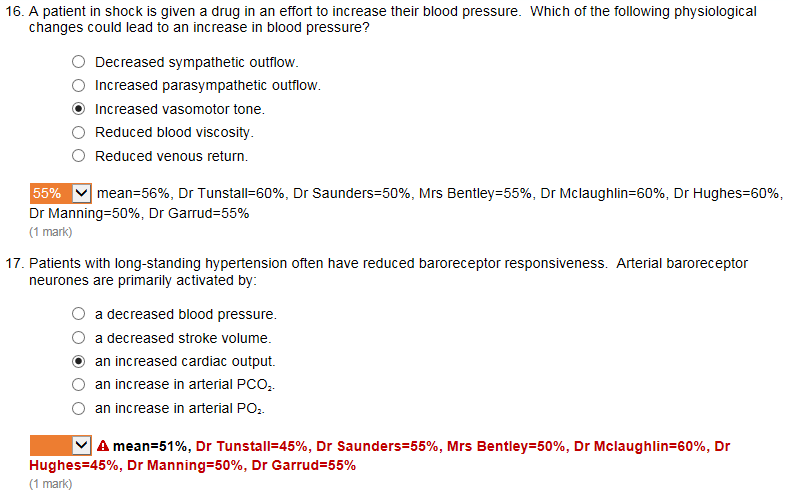 16. A patient in shock is given a drug in an effort to increase their blood pressure. Which of the following physiological
changes could lead to an increase in blood pressure?
Decreased sympathetic outflow.
Increased parasympathetic outflow.
Increased vasomotor tone.
Reduced blood viscosity.
Reduced venous return.
55% mean=56%, Dr Tunstall=60%, Dr Saunders=50%, Mrs Bentley=55%, Dr Mclaughlin=60%, Dr Hughes=60%,
Dr Manning=50%, Dr Garrud=55%
(1 mark)
17. Patients with long-standing hypertension often have reduced baroreceptor responsiveness. Arterial baroreceptor
neurones are primarily activated by:
a decreased blood pressure.
a decreased stroke volume.
an increased cardiac output.
an increase in arterial PCO₂.
an increase in arterial PO₂.
mean=51%, Dr Tunstall=45%, Dr Saunders=55%, Mrs Bentley=50%, Dr Mclaughlin=60%, Dr
Hughes=45%, Dr Manning=50%, Dr Garrud=55%
(1 mark)